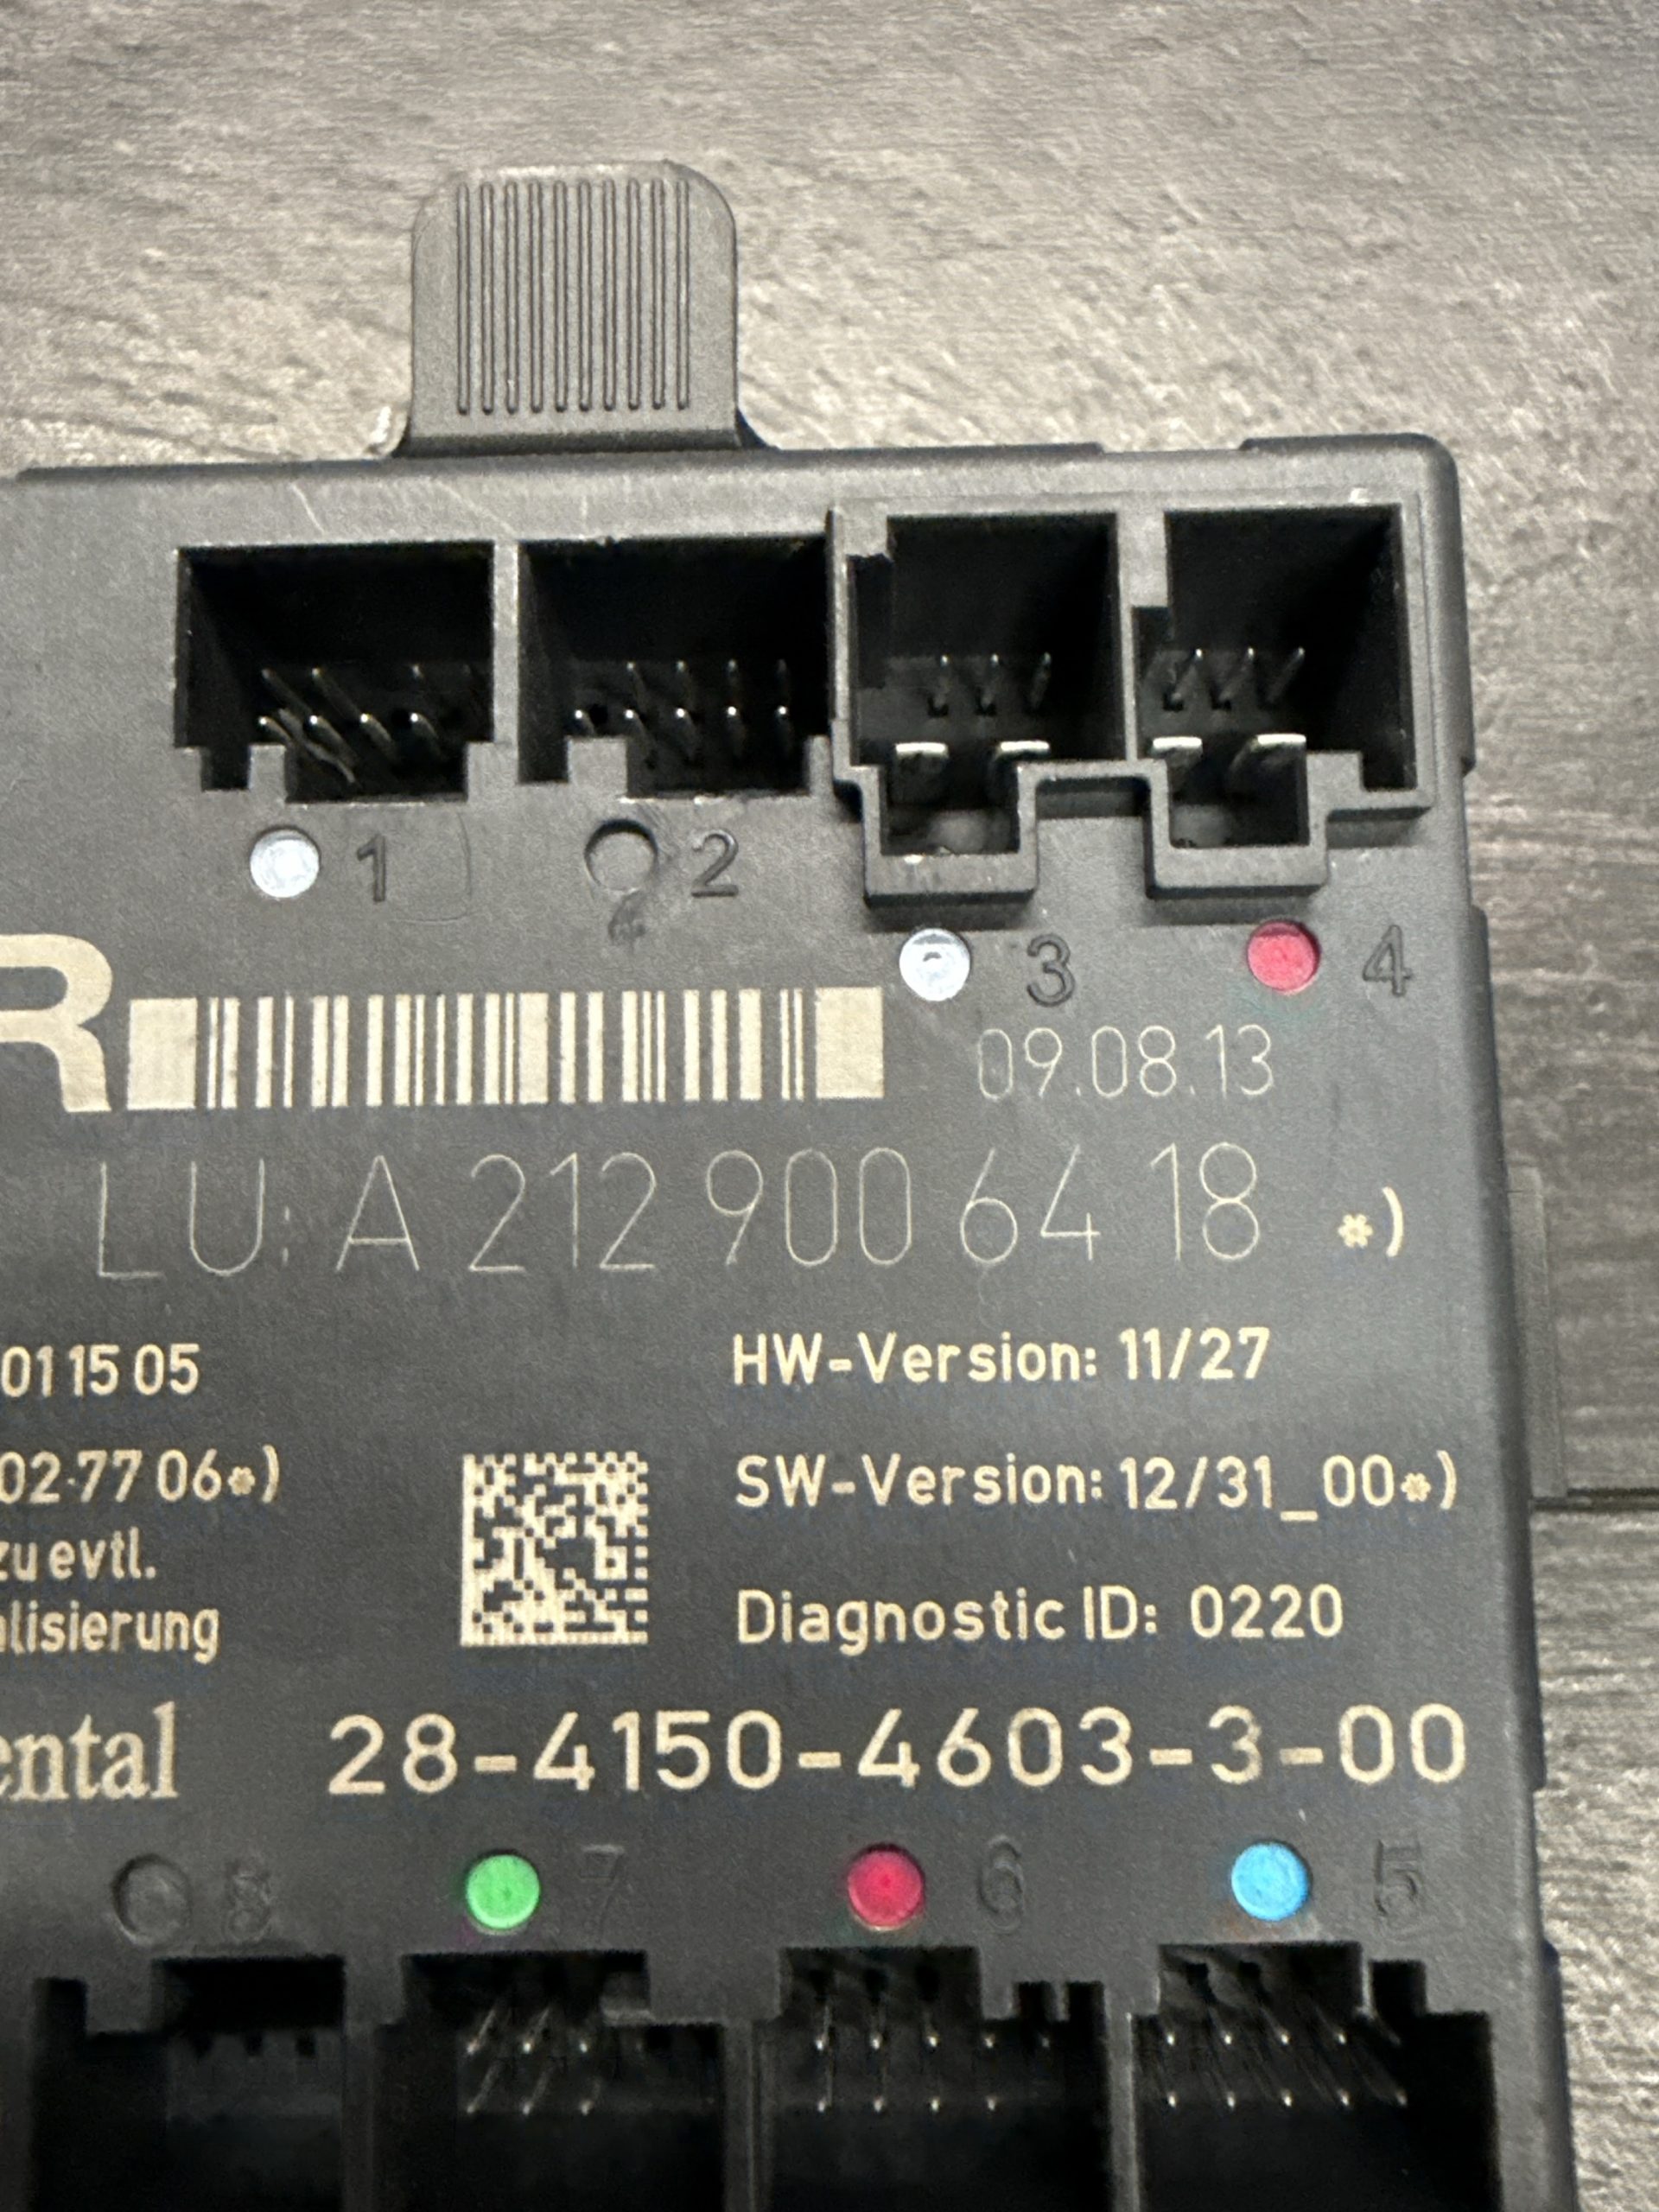 1 2
3 4
R
09.08.13
LU: A 212 900 64 18 *)
01 15 05
HW-Version: 11/27
02 77 06*)
SW-Version: 12/31_00*)
zu evtl.
alisierung
Diagnostic ID: 0220
ental 28-4150-4603-3-00
8 7 6 5